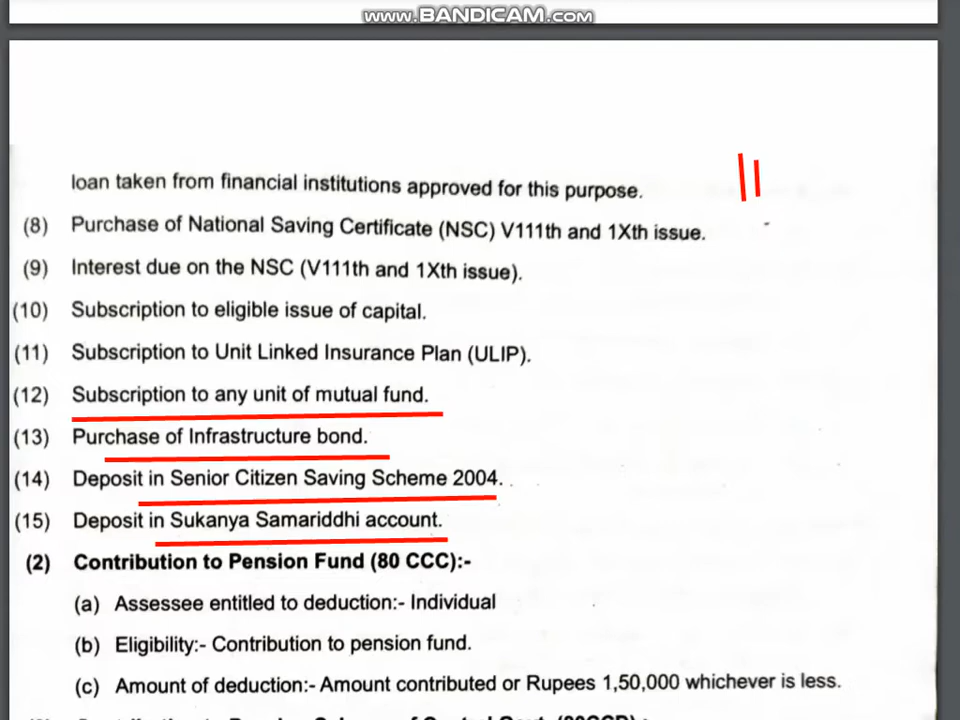 www.BANDICAM.com
loan taken from financial institutions approved for this purpose.
(8) Purchase of National Saving Certificate (NSC) V111th and 1Xth issue.
(9) Interest due on the NSC (V111th and 1Xth issue).
(10) Subscription to eligible issue of capital.
(11) Subscription to Unit Linked Insurance Plan (ULIP).
(12) Subscription to any unit of mutual fund.
(13) Purchase of Infrastructure bond.
(14) Deposit in Senior Citizen Saving Scheme 2004.
(15) Deposit in Sukanya Samariddhi account.
(2) Contribution to Pension Fund (80 CCC):-
(a) Assessee entitled to deduction:- Individual
(b) Eligibility:- Contribution to pension fund.
(c) Amount of deduction:- Amount contributed or Rupees 1,50,000 whichever is less.